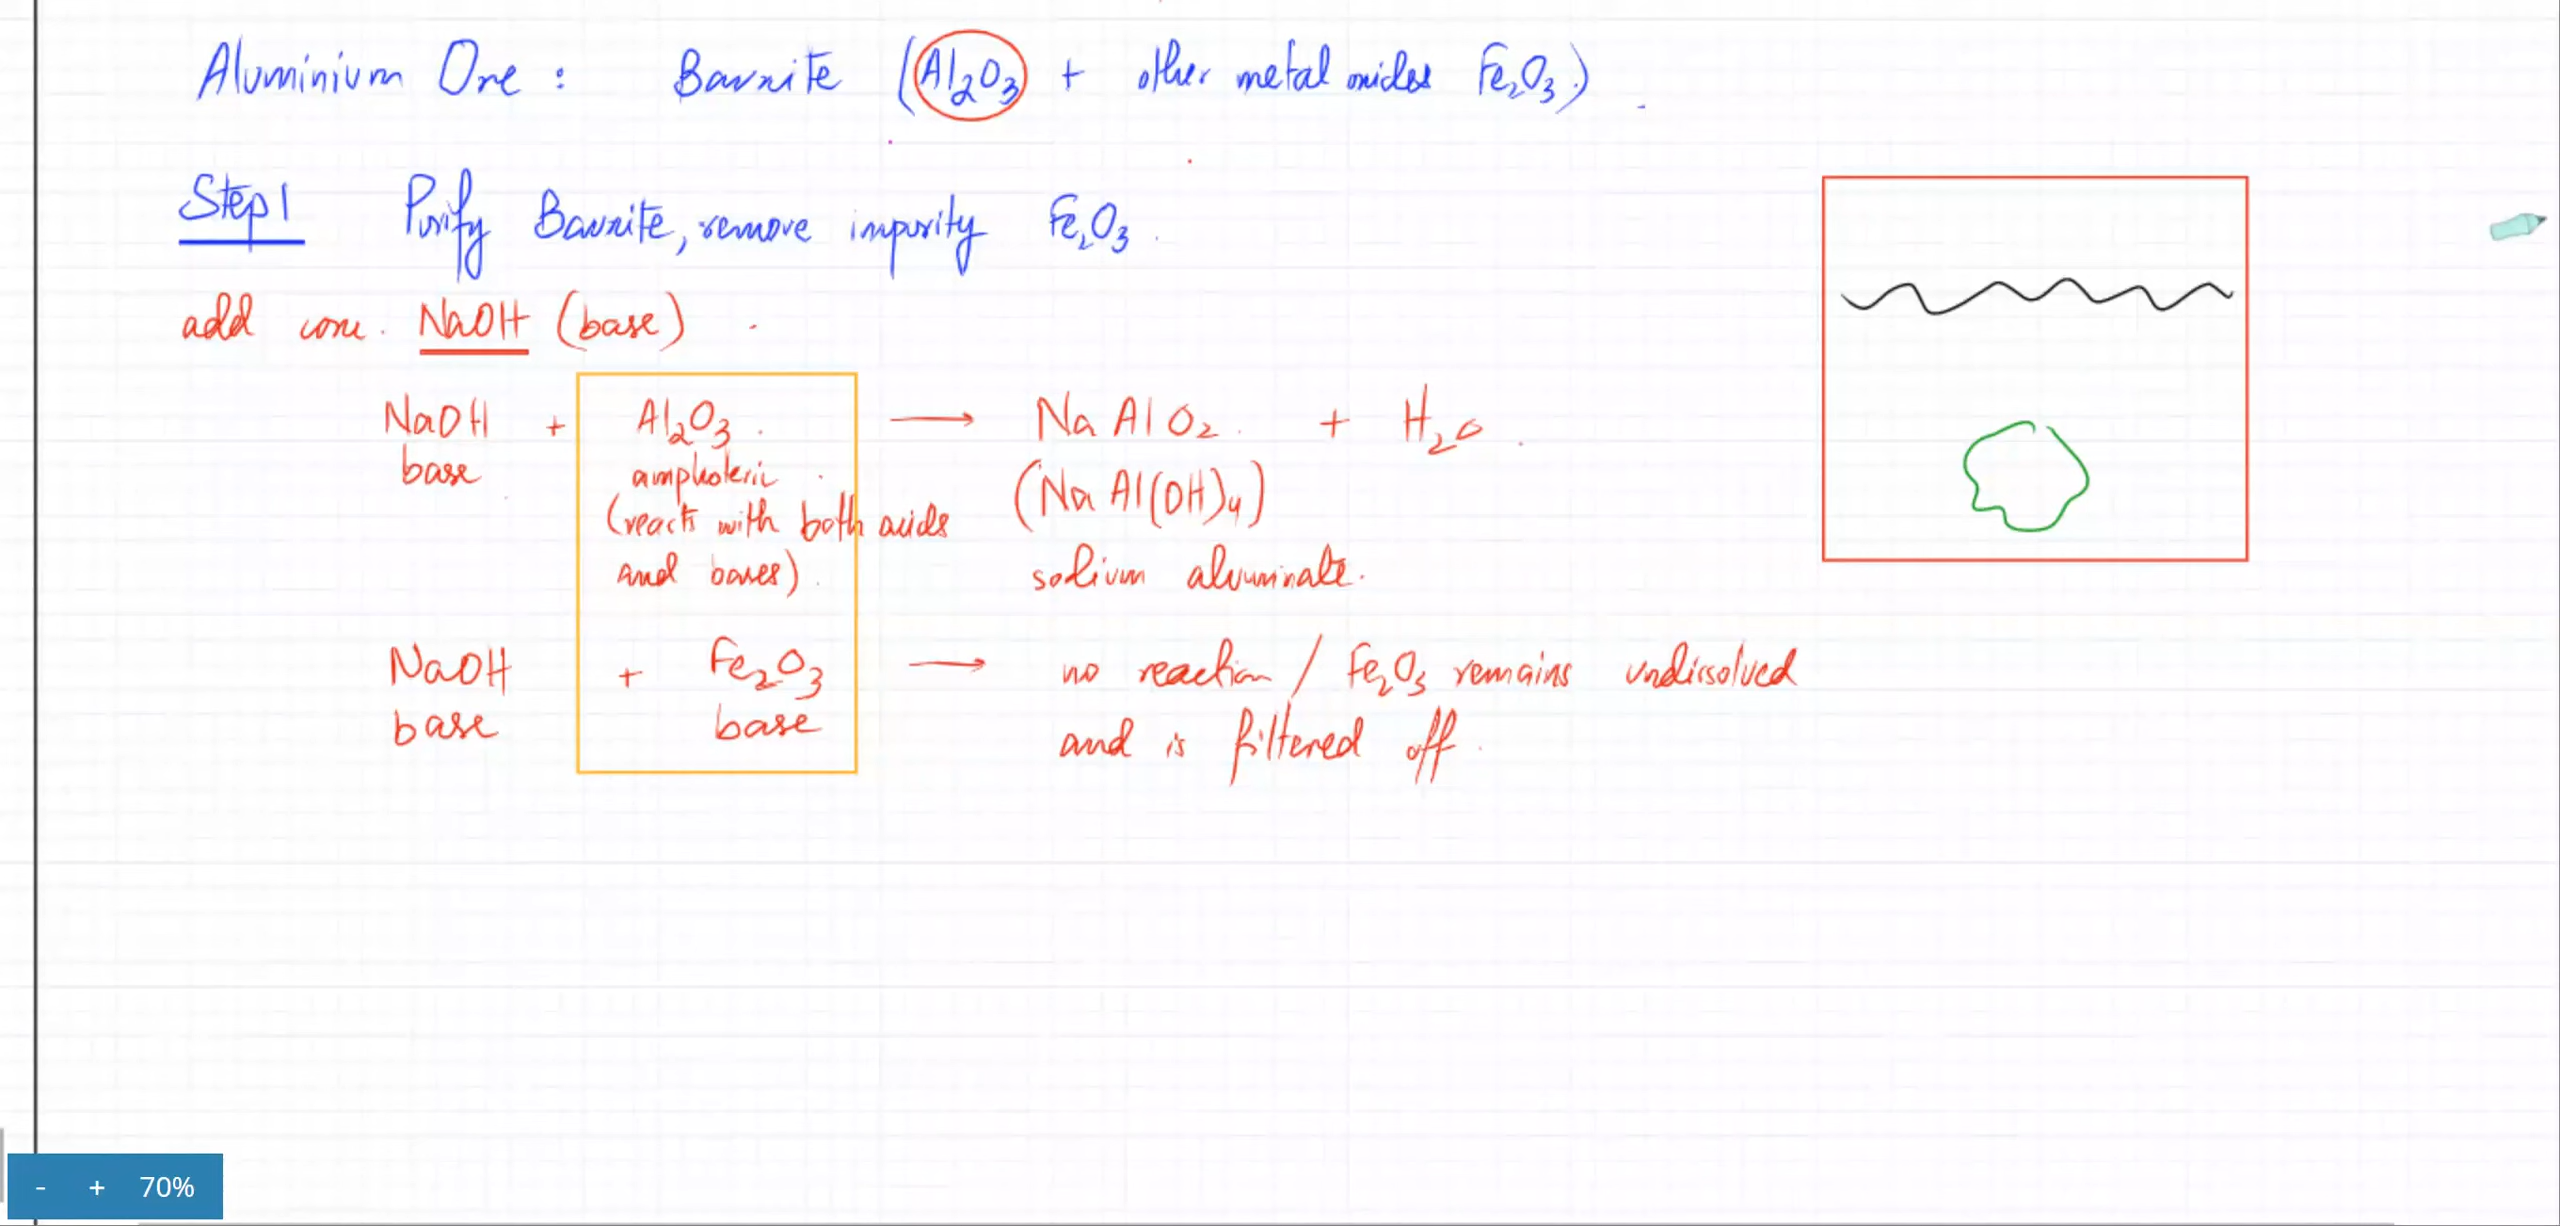 Aluminium Ore : Bauxite (Al₂O₃ + other metal oxides Fe₂O₃)
Step 1 Purify Bauxite, remove impurity Fe₂O₃.
add conc. NaOH (base)
NaOH + Al₂O₃ → NaAlO₂ + H₂O
base amphoteric (NaAl(OH)₄)
(reacts with both acids
and bases). sodium aluminate.
NaOH + Fe₂O₃ → no reaction / Fe₂O₃ remains undissolved
base base and is filtered off.
- + 70%